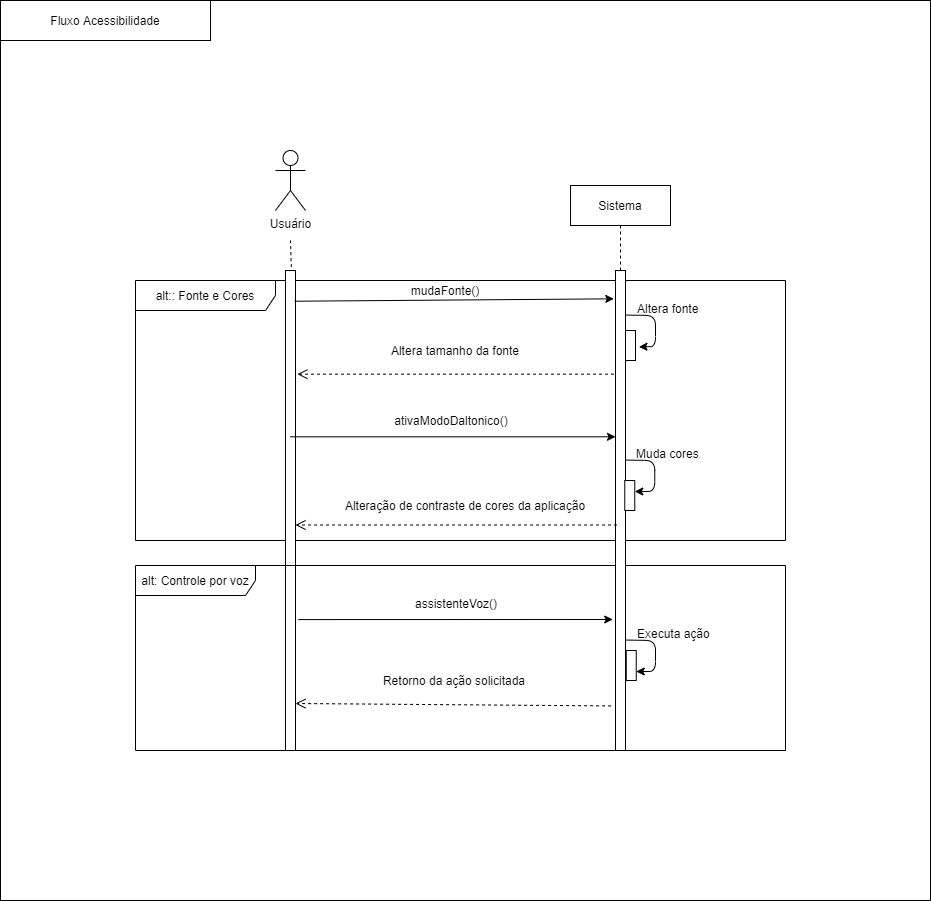 Fluxo Acessibilidade
Usuário
Sistema
alt:: Fonte e Cores
mudaFonte()
Altera fonte
Altera tamanho da fonte
ativaModoDaltonico()
Muda cores
Alteração de contraste de cores da aplicação
alt: Controle por voz
assistenteVoz()
Executa ação
Retorno da ação solicitada